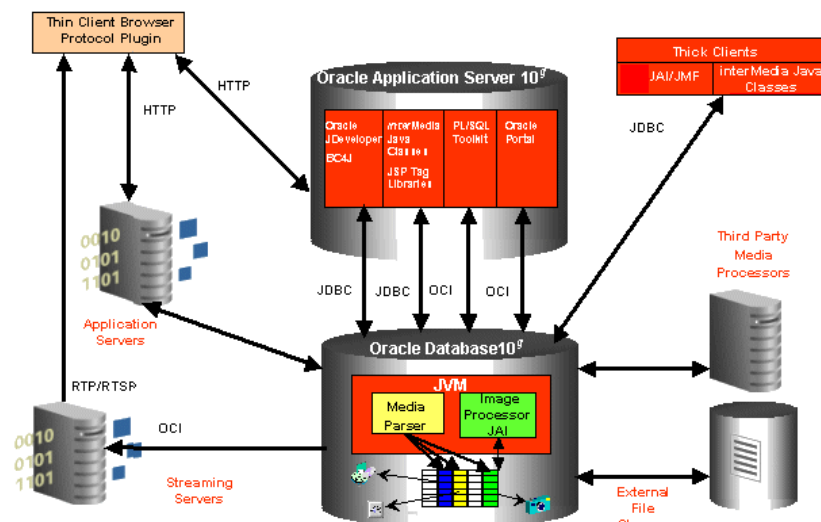 Thin Client Browser
Protocol Plugin
HTTP
HTTP
Oracle Application Server 10g
Oracle
JDeveloper
BC4J
interMedia
Java
Classes
JSP Tag
Libraries
PL/SQL
Toolkit
Oracle
Portal
Thick Clients
JAI/JMF
interMedia Java
Classes
JDBC
0010
0101
1101
Application
Servers
JDBC
JDBC
OCI
OCI
Third Party
Media
Processors
Oracle Database10g
JVM
Media
Parser
Image
Processor
JAI
RTP/RTSP
OCI
0010
0101
1101
Streaming
Servers
External
File